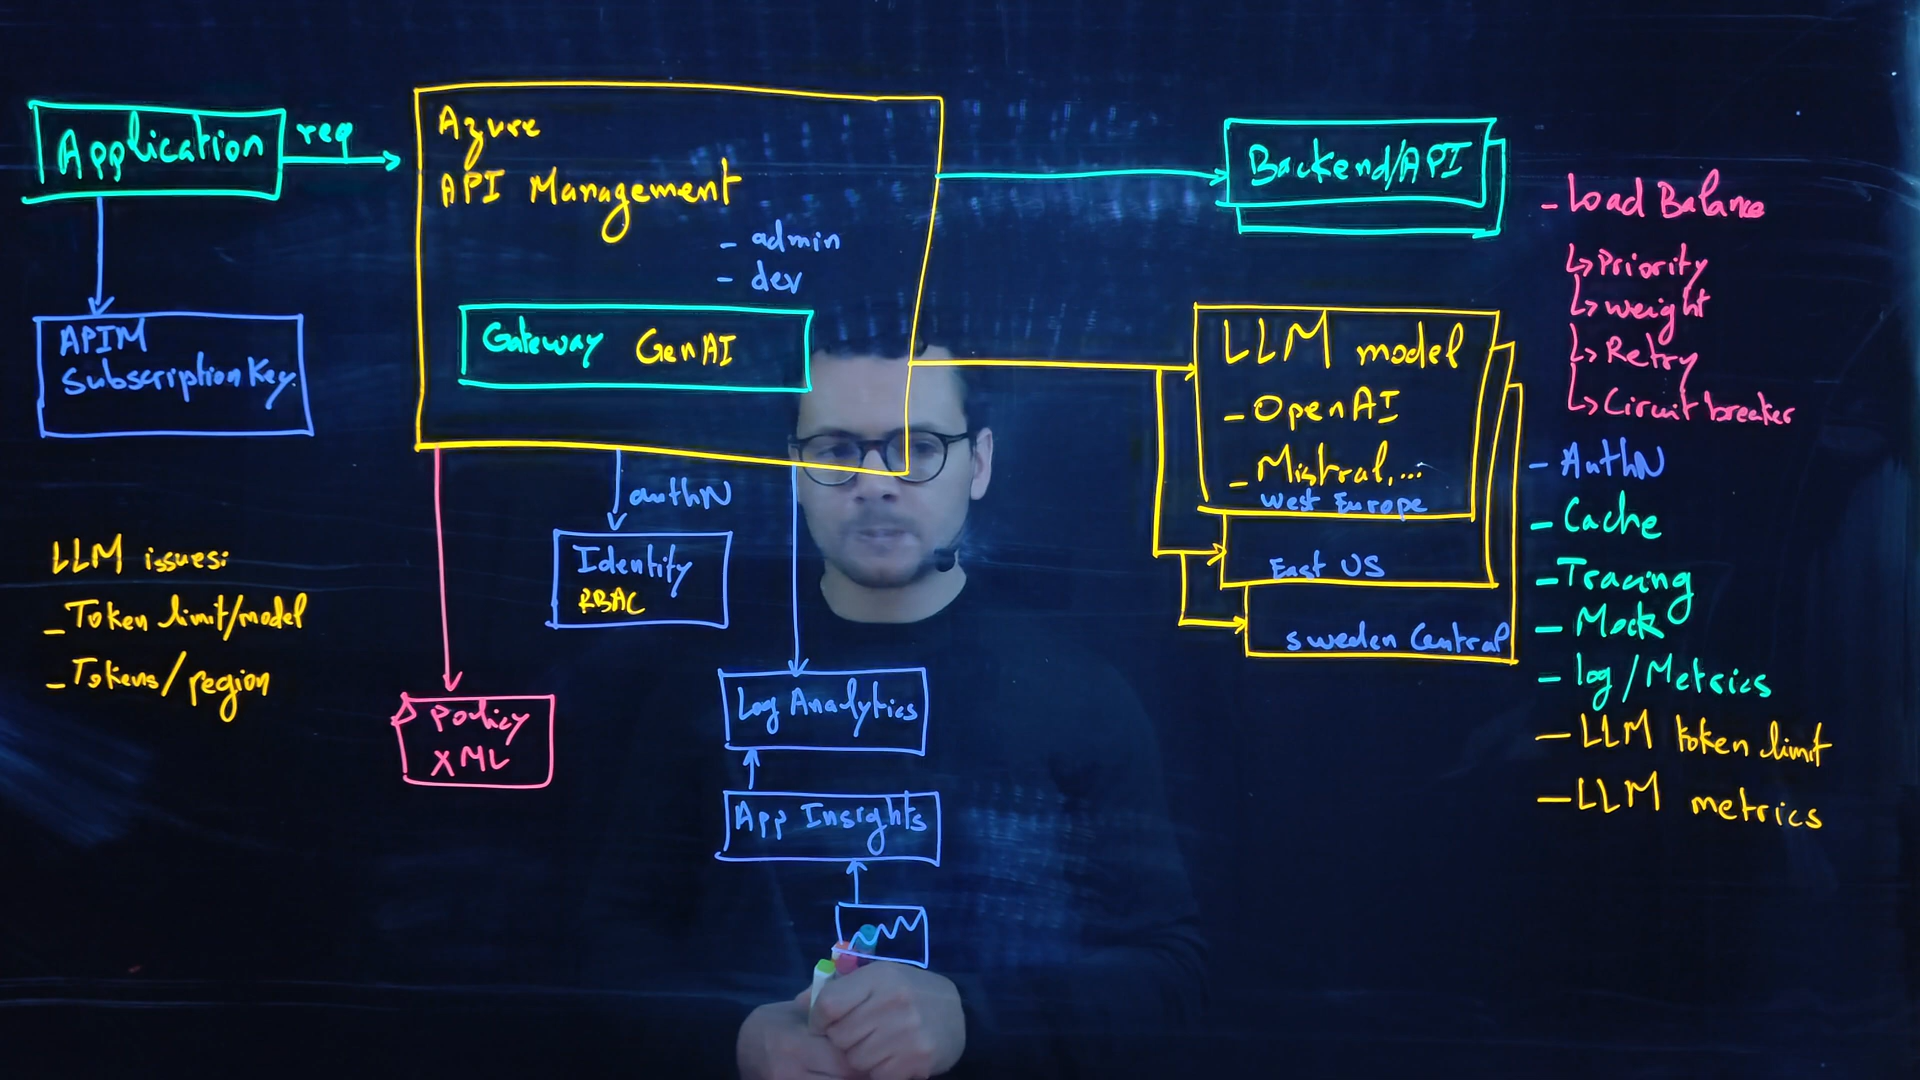 Application
req
APIM
Subscription Key.
LLM issues:
- Token limit/model
- Tokens/region
Azure
API Management
- admin
- dev
Gateway GenAI
authN
Identity
RBAC
Policy
XML
Log Analytics
App Insights
Backend/API
LLM model
- OpenAI
- Mistral,...
West Europe
East US
Sweden Central
- Load Balance
↳ Priority
↳ weight
↳ Retry
↳ Circuit breaker
- AuthN
- Cache
- Tracing
- Mock
- log/Metrics
- LLM token limit
- LLM metrics